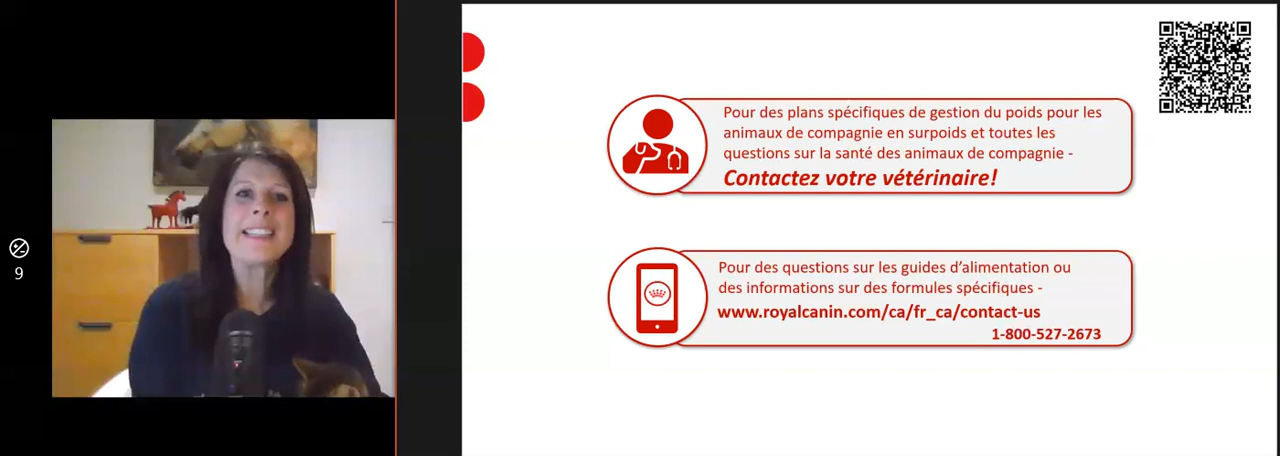 9
Pour des plans spécifiques de gestion du poids pour les
animaux de compagnie en surpoids et toutes les
questions sur la santé des animaux de compagnie -
Contactez votre vétérinaire!
Pour des questions sur les guides d’alimentation ou
des informations sur des formules spécifiques -
www.royalcanin.com/ca/fr_ca/contact-us
1-800-527-2673